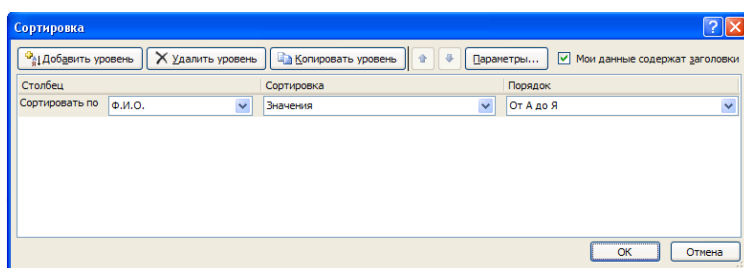 Сортировка
Добавить уровень Удалить уровень Копировать уровень Параметры... Мои данные содержат заголовки
Столбец Сортировка Порядок
Сортировать по Ф.И.О. Значения От А до Я
ОК Отмена